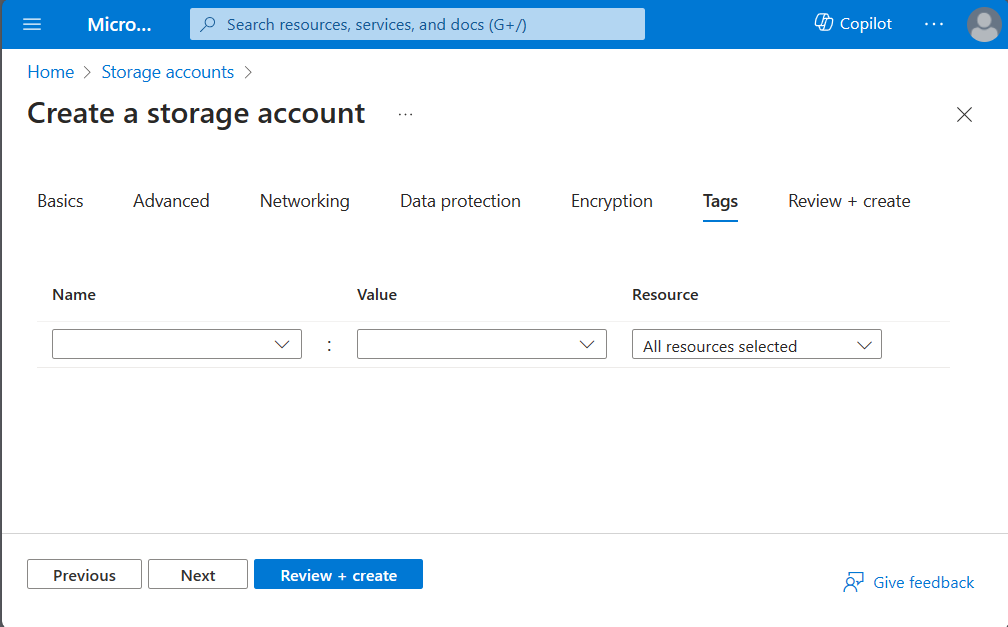 Micro...
Search resources, services, and docs (G+/)
Copilot
...
Home > Storage accounts >
Create a storage account ...
Basics Advanced Networking Data protection Encryption Tags Review + create
Name Value Resource
: All resources selected
Previous Next Review + create
Give feedback